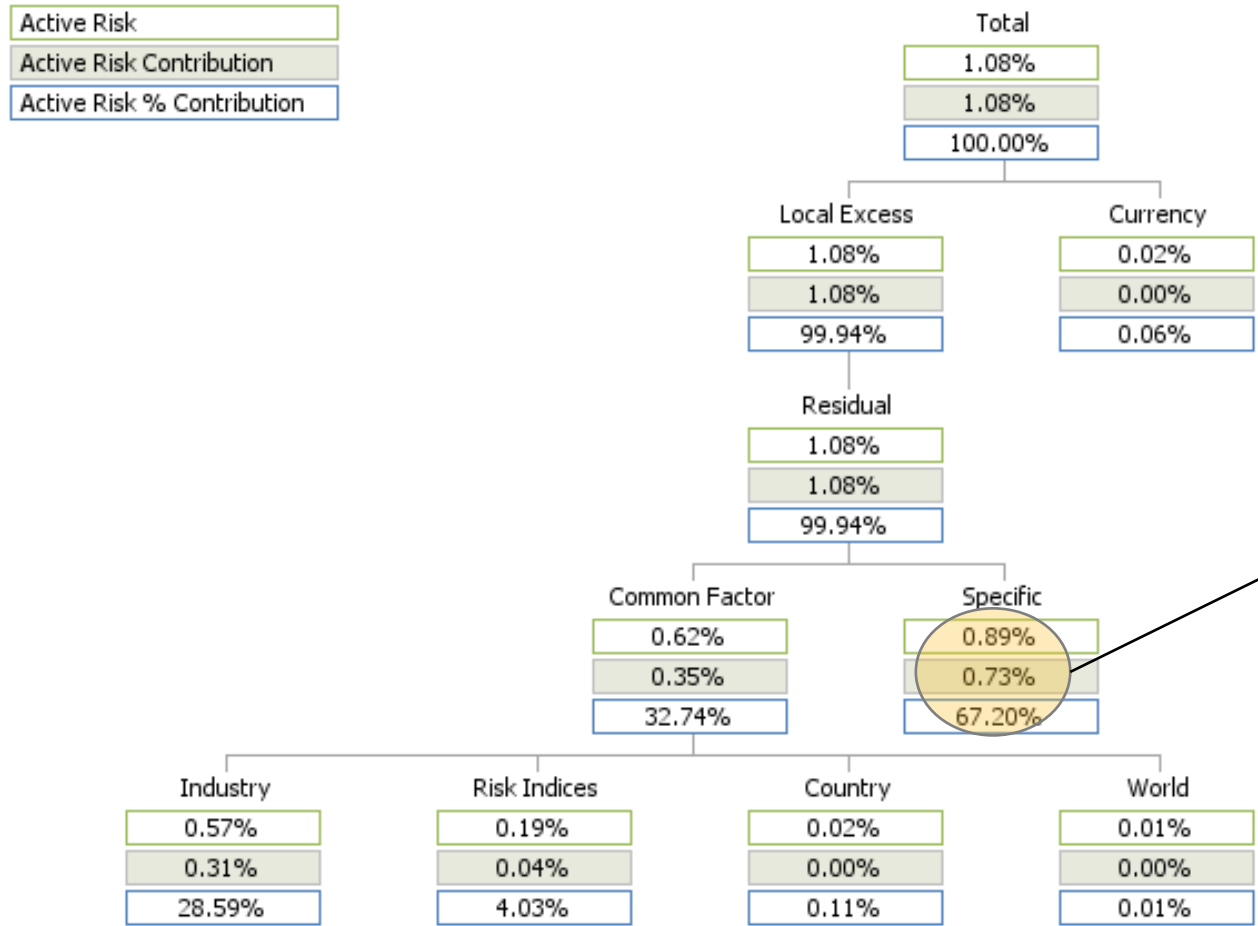 Active Risk
Active Risk Contribution
Active Risk % Contribution
Total
1.08%
1.08%
100.00%
Local Excess
1.08%
1.08%
99.94%
Currency
0.02%
0.00%
0.06%
Residual
1.08%
1.08%
99.94%
Common Factor
0.62%
0.35%
32.74%
Specific
0.89%
0.73%
67.20%
Industry
0.57%
0.31%
28.59%
Risk Indices
0.19%
0.04%
4.03%
Country
0.02%
0.00%
0.11%
World
0.01%
0.00%
0.01%